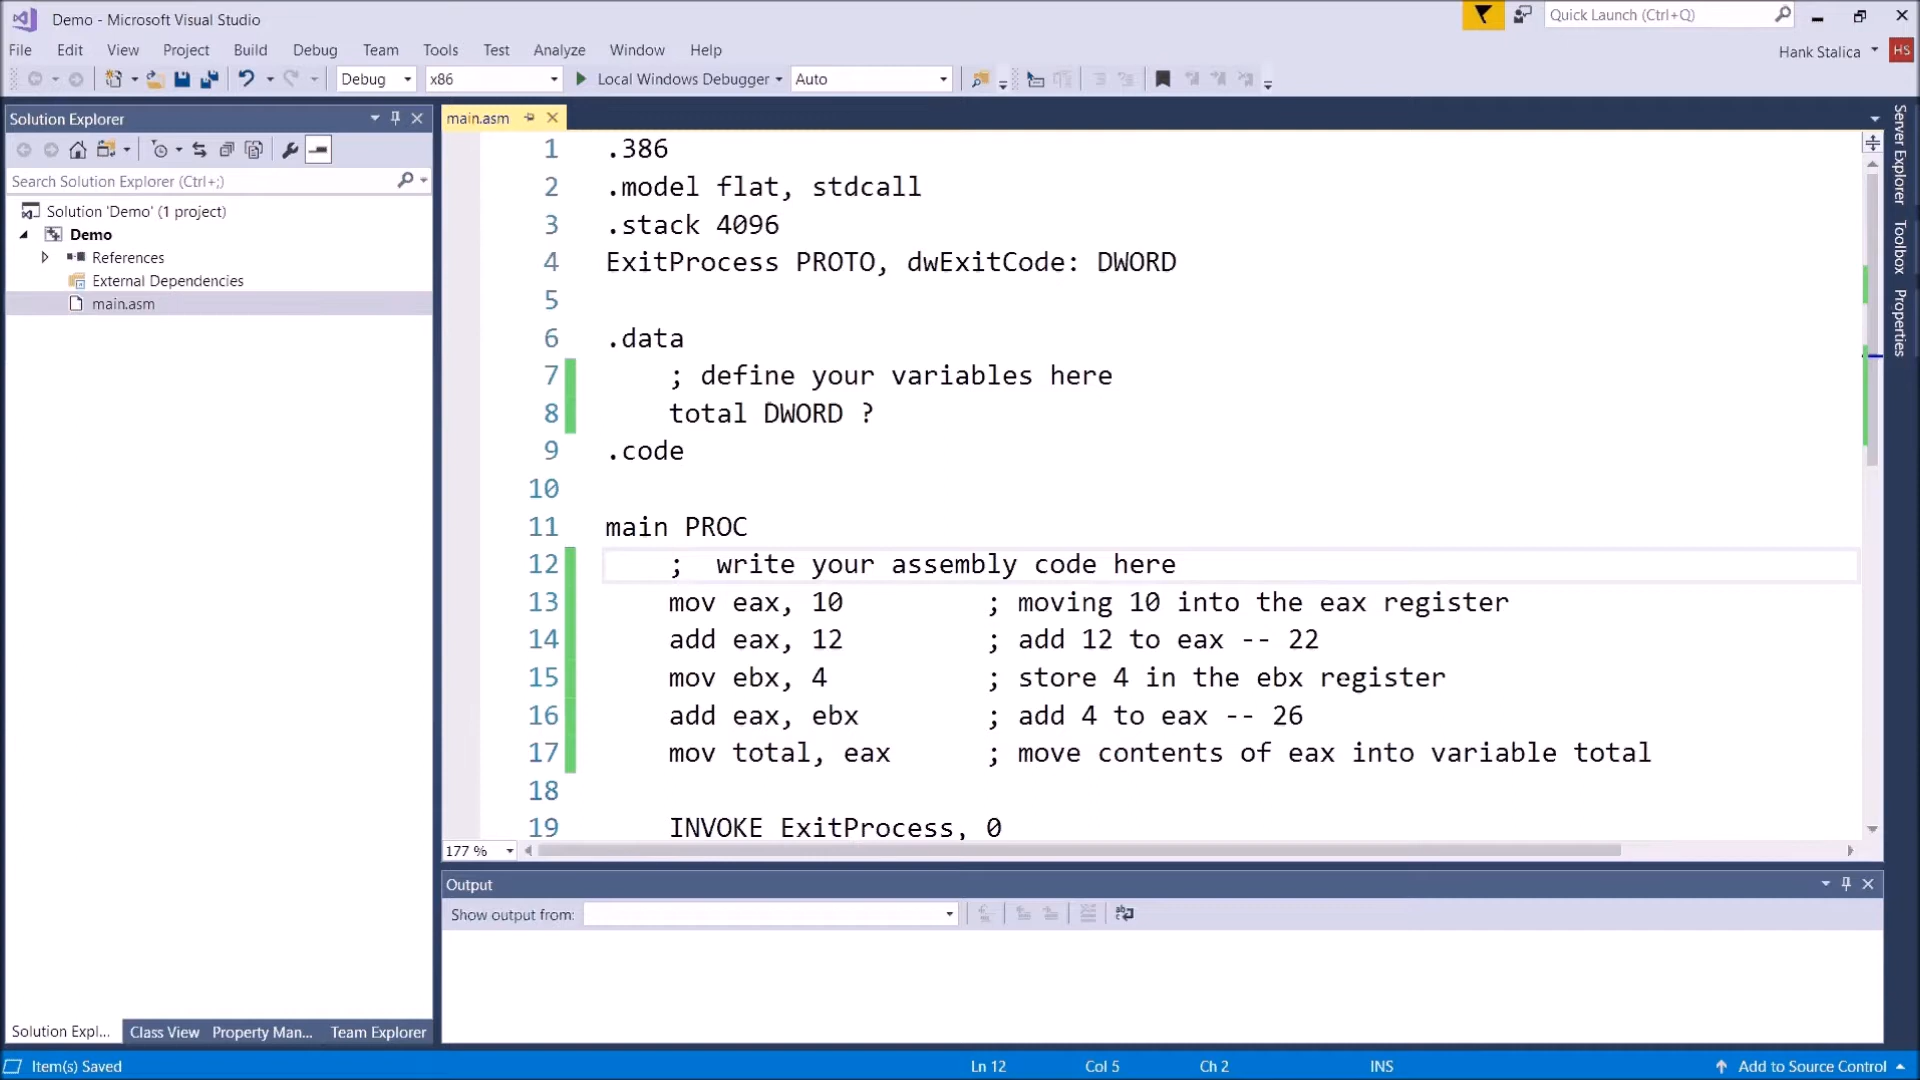 Demo - Microsoft Visual Studio
Quick Launch (Ctrl+Q)
File Edit View Project Build Debug Team Tools Test Analyze Window Help
Hank Stalica HS
Debug x86 Local Windows Debugger Auto
Solution Explorer
Search Solution Explorer (Ctrl+;)
Solution 'Demo' (1 project)
Demo
References
External Dependencies
main.asm
main.asm
1 .386
2 .model flat, stdcall
3 .stack 4096
4 ExitProcess PROTO, dwExitCode: DWORD
5
6 .data
7 ; define your variables here
8 total DWORD ?
9 .code
10
11 main PROC
12 ;  write your assembly code here
13 mov eax, 10 ; moving 10 into the eax register
14 add eax, 12 ; add 12 to eax -- 22
15 mov ebx, 4 ; store 4 in the ebx register
16 add eax, ebx ; add 4 to eax -- 26
17 mov total, eax ; move contents of eax into variable total
18
19 INVOKE ExitProcess, 0
177 %
Server Explorer
Toolbox
Properties
Output
Show output from:
Solution Expl... Class View Property Man... Team Explorer
Item(s) Saved Ln 12 Col 5 Ch 2 INS Add to Source Control